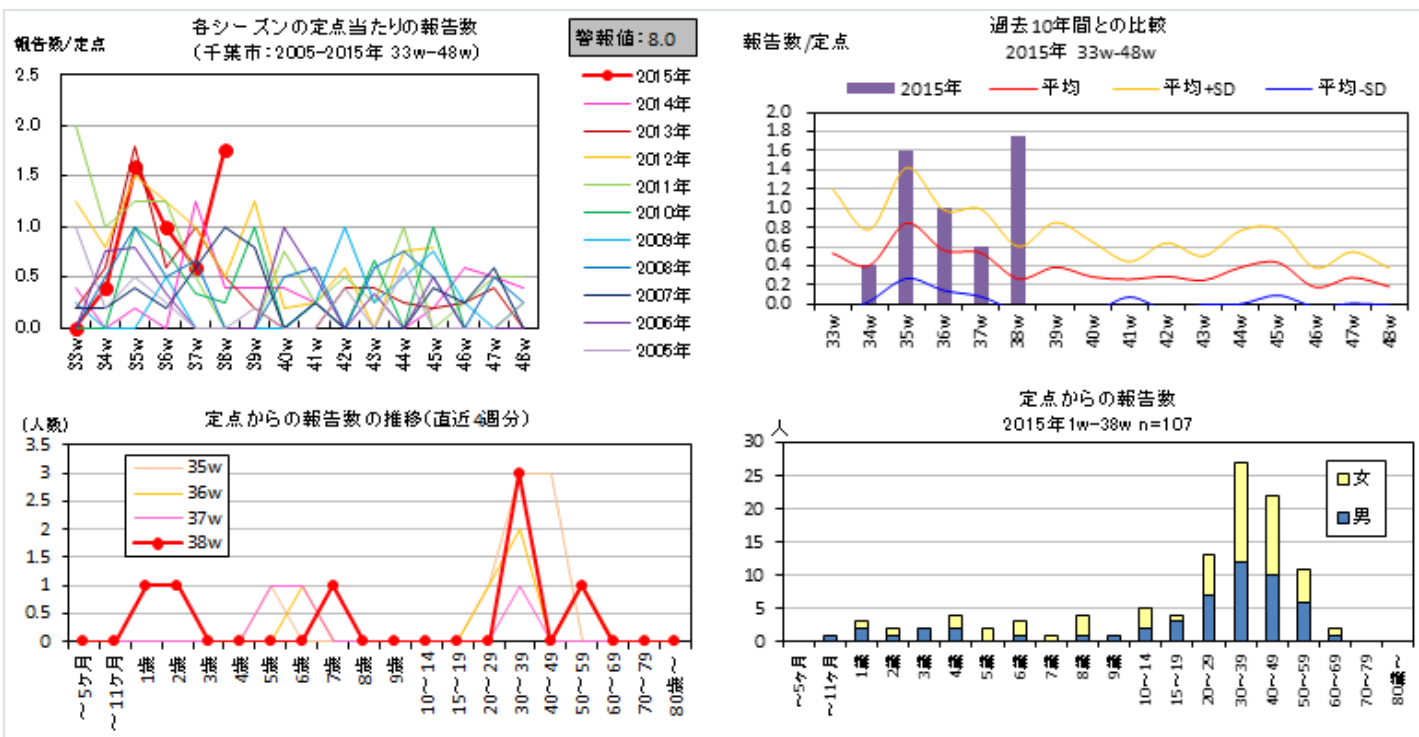 各シーズンの定点当たりの報告数
(千葉市:2005-2015年 33w-48w)
報告数/定点
警報値:8.0
2.5
2.0
1.5
1.0
0.5
0.0
33w
34w
35w
36w
37w
38w
39w
40w
41w
42w
43w
44w
45w
46w
47w
48w
2015年
2014年
2013年
2012年
2011年
2010年
2009年
2008年
2007年
2006年
2005年
過去10年間との比較
2015年 33w-48w
報告数/定点
2015年
平均
平均+SD
平均-SD
2.0
1.8
1.6
1.4
1.2
1.0
0.8
0.6
0.4
0.2
0.0
33w
34w
35w
36w
37w
38w
39w
40w
41w
42w
43w
44w
45w
46w
47w
48w
定点からの報告数の推移(直近4週分)
(人数)
3.5
3
2.5
2
1.5
1
0.5
0
35w
36w
37w
38w
~5ケ月
~11ケ月
1歳
2歳
3歳
4歳
5歳
6歳
7歳
8歳
9歳
10~14
15~19
20~29
30~39
40~49
50~59
60~69
70~79
80歳~
定点からの報告数
2015年1w-38w n=107
人
30
25
20
15
10
5
0
女
男
~5ケ月
~11ケ月
1歳
2歳
3歳
4歳
5歳
6歳
7歳
8歳
9歳
10~14
15~19
20~29
30~39
40~49
50~59
60~69
70~79
80歳~